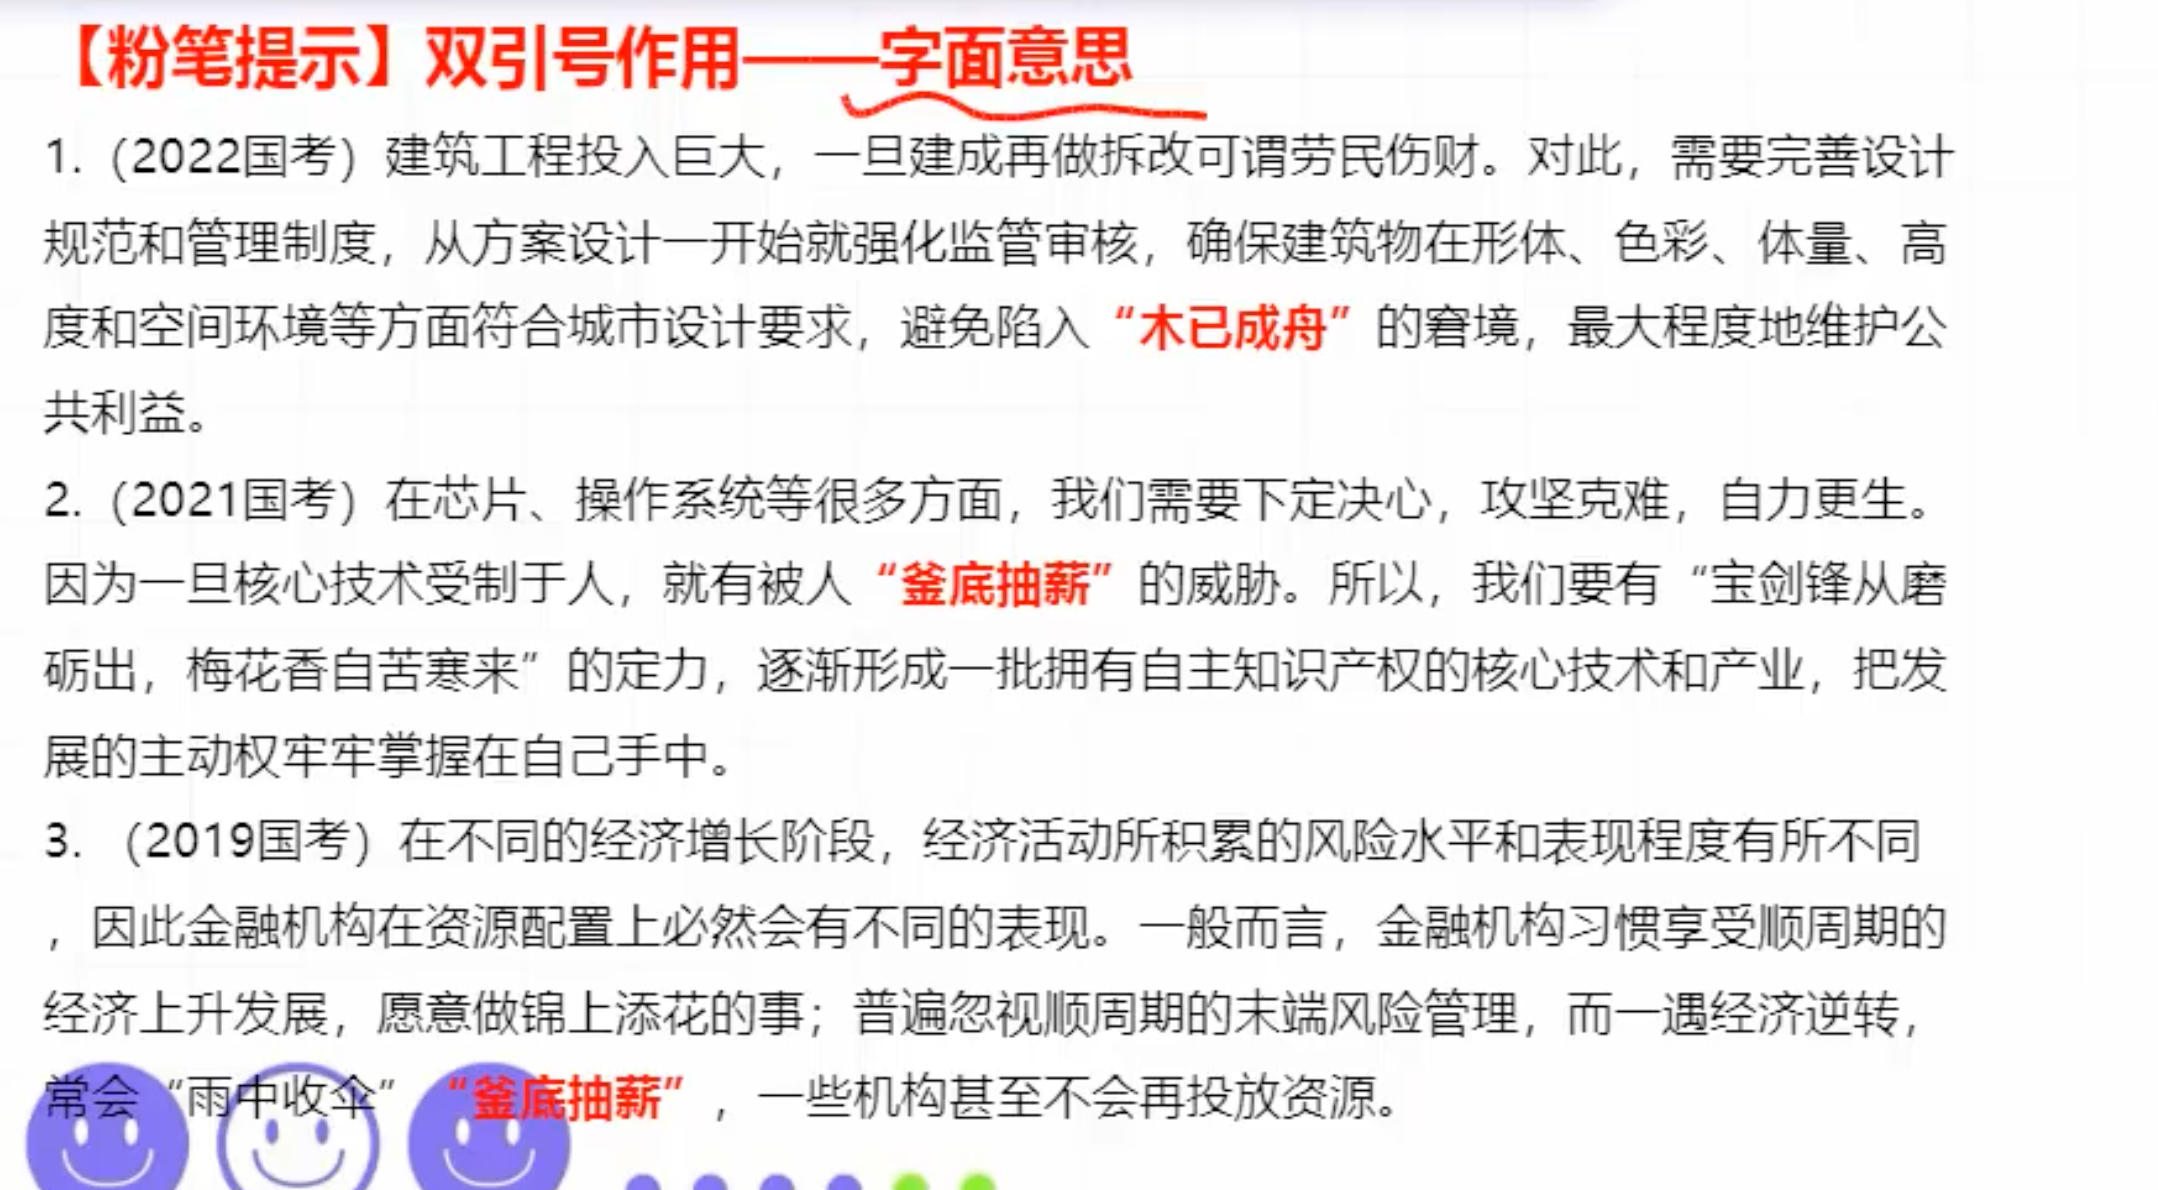 【粉笔提示】双引号作用——字面意思
1.（2022国考）建筑工程投入巨大，一旦建成再做拆改可谓劳民伤财。对此，需要完善设计
规范和管理制度，从方案设计一开始就强化监管审核，确保建筑物在形体、色彩、体量、高
度和空间环境等方面符合城市设计要求，避免陷入“木已成舟”的窘境，最大程度地维护公
共利益。
2.（2021国考）在芯片、操作系统等很多方面，我们需要下定决心，攻坚克难，自力更生。
因为一旦核心技术受制于人，就有被人“釜底抽薪”的威胁。所以，我们要有“宝剑锋从磨
砺出，梅花香自苦寒来”的定力，逐渐形成一批拥有自主知识产权的核心技术和产业，把发
展的主动权牢牢掌握在自己手中。
3. （2019国考）在不同的经济增长阶段，经济活动所积累的风险水平和表现程度有所不同
，因此金融机构在资源配置上必然会有不同的表现。一般而言，金融机构习惯享受顺周期的
经济上升发展，愿意做锦上添花的事；普遍忽视顺周期的末端风险管理，而一遇经济逆转，
常会“雨中收伞”“釜底抽薪”，一些机构甚至不会再投放资源。